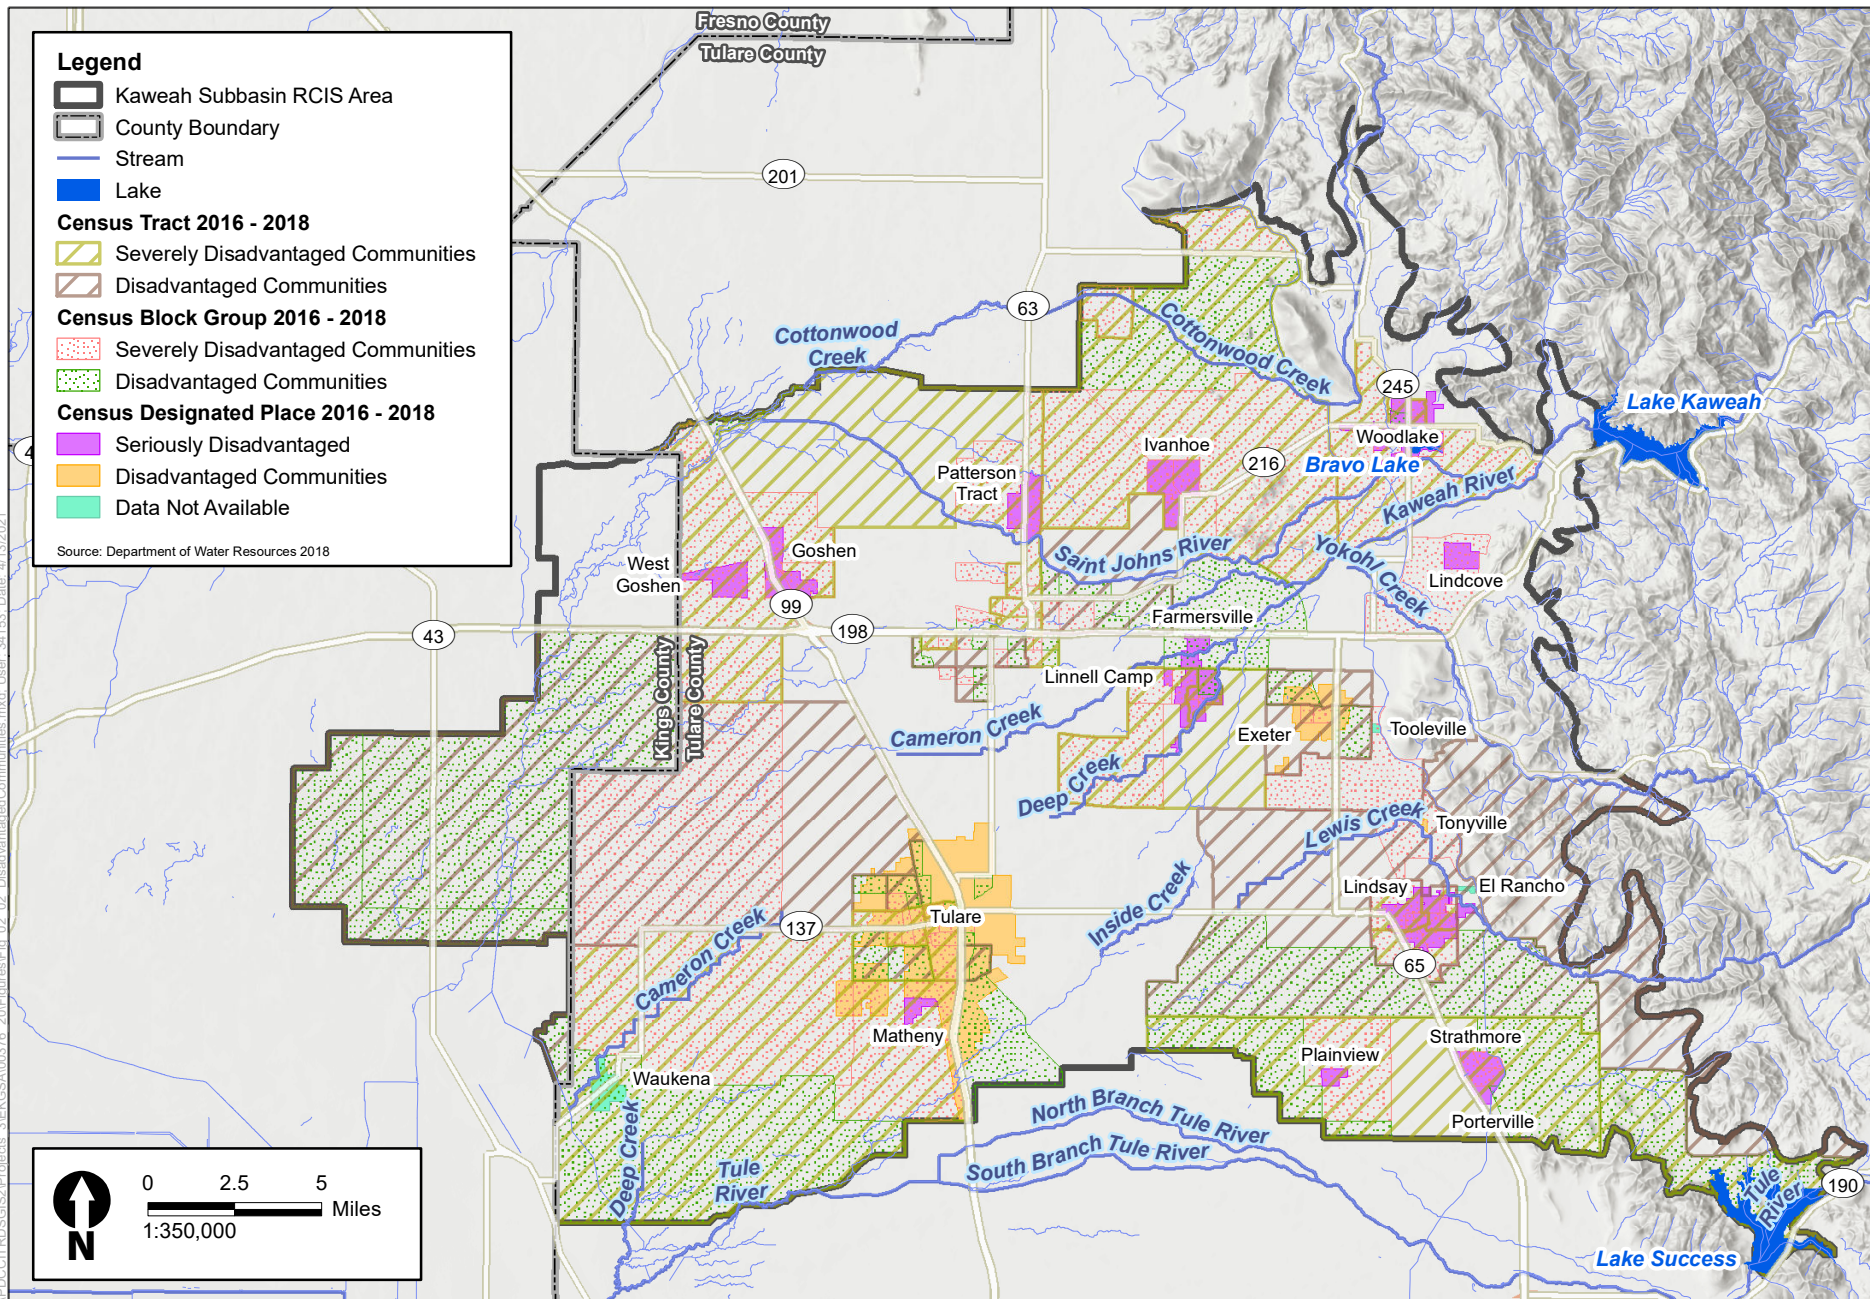 Fresno County
Tulare County
Legend
Kaweah Subbasin RCIS Area
County Boundary
Stream
Lake
Census Tract 2016 - 2018
Severely Disadvantaged Communities
Disadvantaged Communities
Census Block Group 2016 - 2018
Severely Disadvantaged Communities
Disadvantaged Communities
Census Designated Place 2016 - 2018
Seriously Disadvantaged
Disadvantaged Communities
Data Not Available
Source: Department of Water Resources 2018
201
63
Cottonwood
Creek
Cottonwood Creek
245
Lake Kaweah
Woodlake
Ivanhoe
216
Bravo Lake
Patterson
Tract
Kaweah River
Saint Johns River
Yokohl Creek
Lindcove
Goshen
West
Goshen
99
198
43
Farmersville
Kings County
Tulare County
Linnell Camp
Cameron Creek
Exeter
Tooleville
Deep Creek
Lewis Creek
Tonyville
Inside Creek
Lindsay
El Rancho
Tulare
137
Cameron Creek
65
Matheny
Strathmore
Plainview
Waukena
Porterville
North Branch Tule River
South Branch Tule River
Deep Creek
Tule
River
Tule
River
190
Lake Success
0 2.5 5
Miles
1:350,000
N